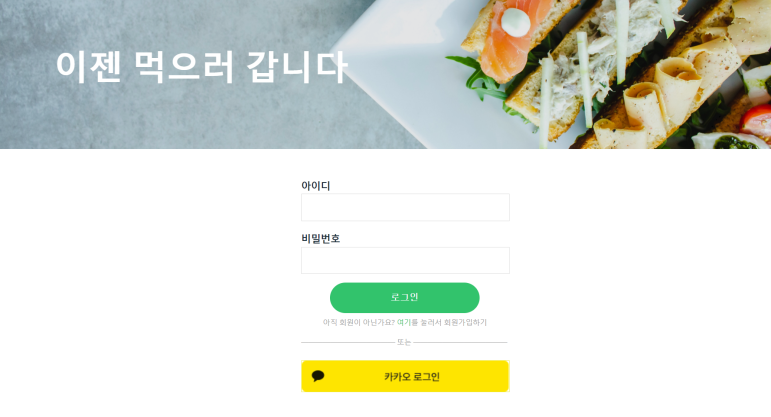 이젠 먹으러 갑니다
아이디
비밀번호
로그인
아직 회원이 아닌가요? 여기를 눌러서 회원가입하기
또는
카카오 로그인